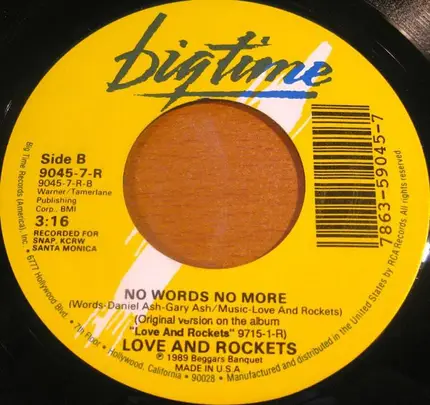 bigtime
Side B
9045-7-R
9045-7-R-B
Warner/Tamerlane
Publishing
Corp., BMI
3:16
RECORDED FOR
SNAP, KCRW
SANTA MONICA
7863-59045-7
NO WORDS NO MORE
(Words-Daniel Ash-Gary Ash/Music-Love And Rockets)
(Original version on the album
"Love And Rockets" 9715-1-R)
LOVE AND ROCKETS
℗ 1989 Beggars Banquet
MADE IN U.S.A.
Big Time Records (America), Inc. • 6777 Hollywood Blvd. • 7th Floor • Hollywood, California • 90028 • Manufactured and distributed in the United States by RCA Records. All rights reserved